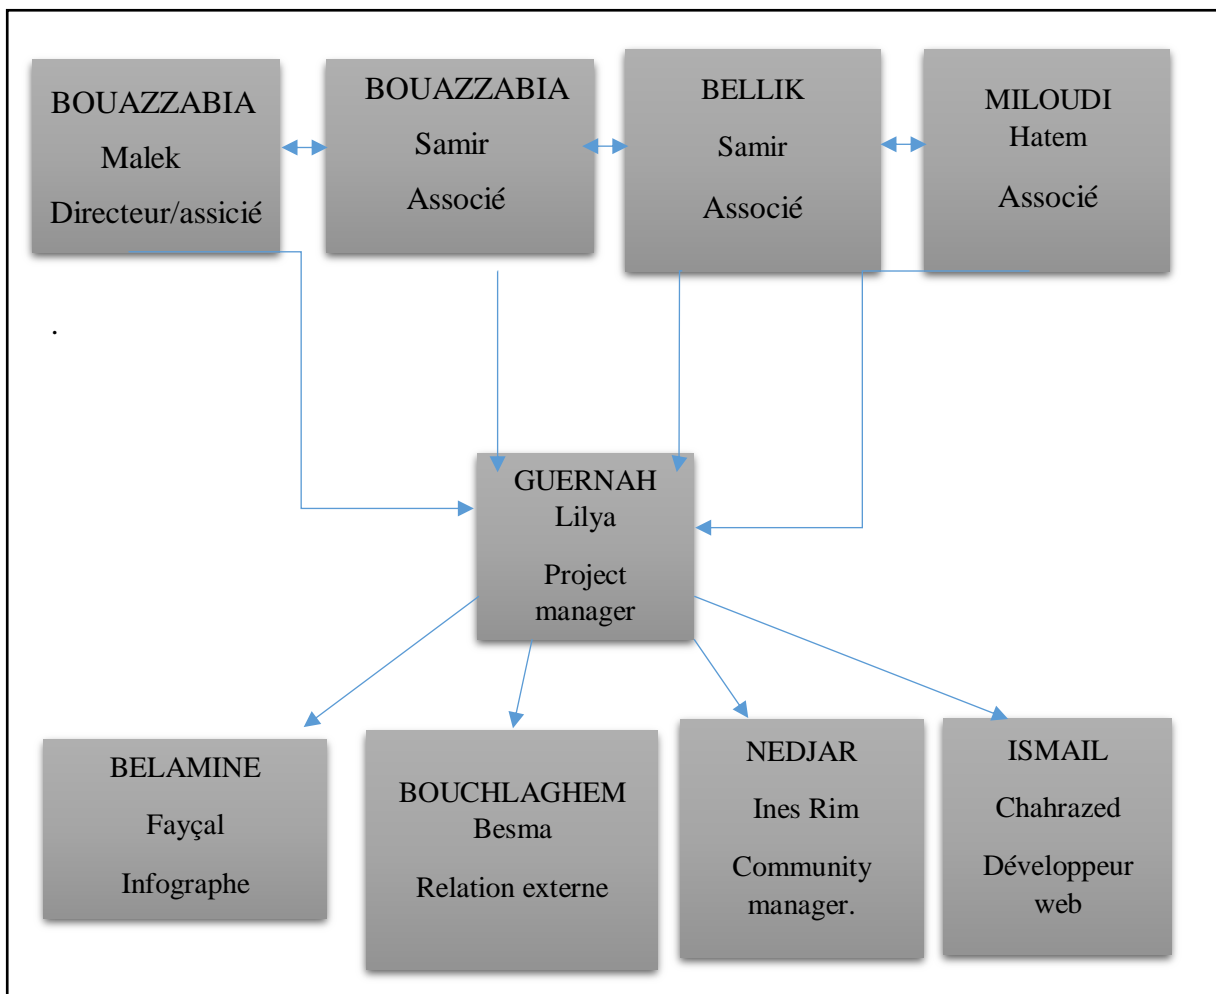 BOUAZZABIA
Malek
Directeur/assicié
BOUAZZABIA
Samir
Associé
BELLIK
Samir
Associé
MILOUDI
Hatem
Associé
.
GUERNAH
Lilya
Project
manager
BELAMINE
Fayçal
Infographe
BOUCHLAGHEM
Besma
Relation externe
NEDJAR
Ines Rim
Community
manager.
ISMAIL
Chahrazed
Développeur
web